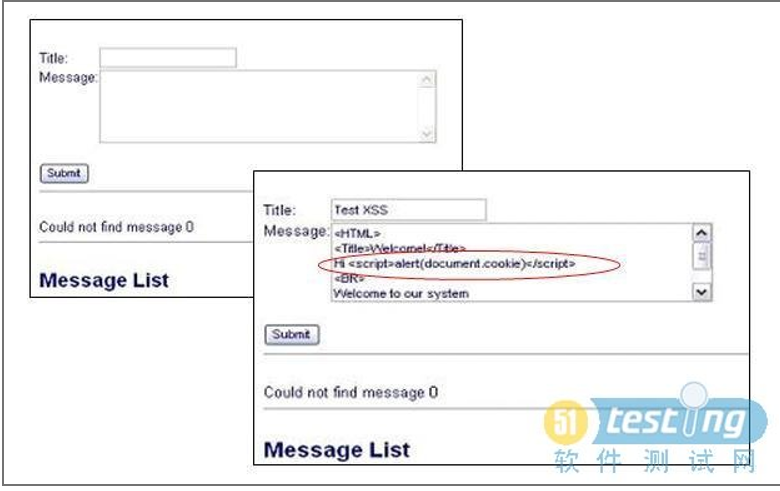 Title:
Message:
Submit
Could not find message 0
Message List
Title: Test XSS
Message: <HTML>
<Title>Welcome!</Title>
Hi <script>alert(document.cookie)</script>
<BR>
Welcome to our system
Submit
Could not find message 0
Message List
51 testing
软件测试网